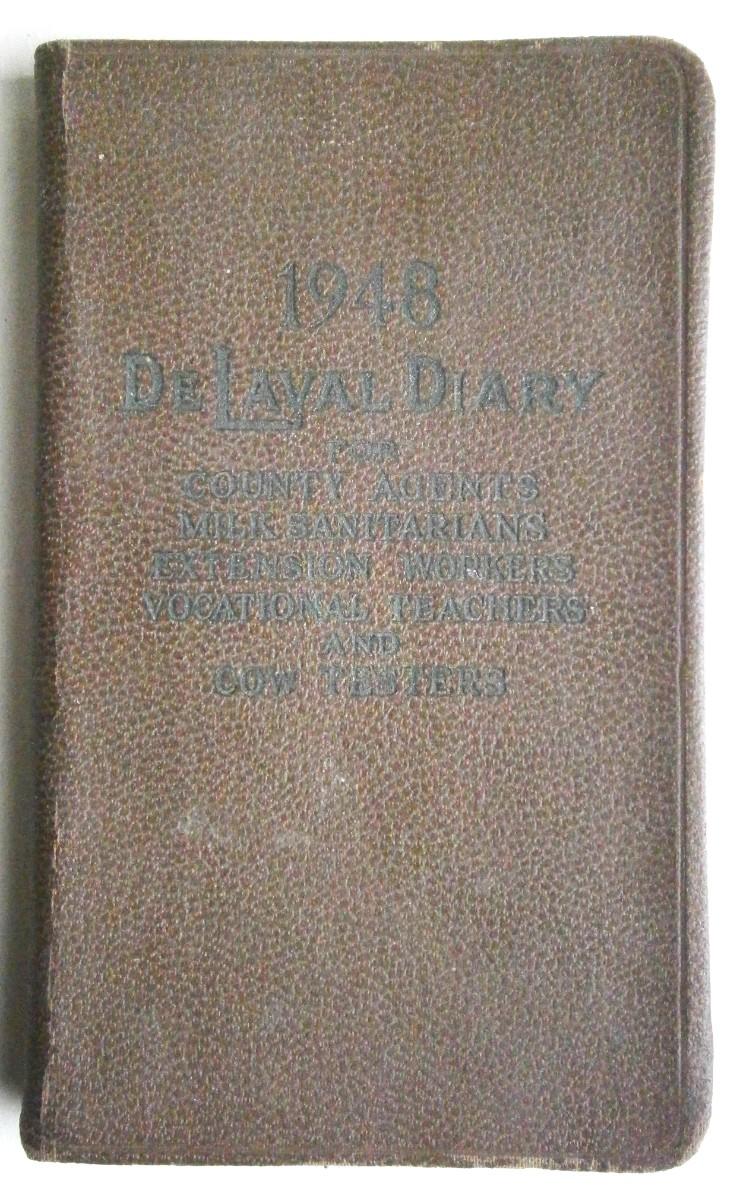 1948
DE LAVAL DIARY
FOR
COUNTY AGENTS
MILK SANITARIANS
EXTENSION WORKERS
VOCATIONAL TEACHERS
AND
COW TESTERS